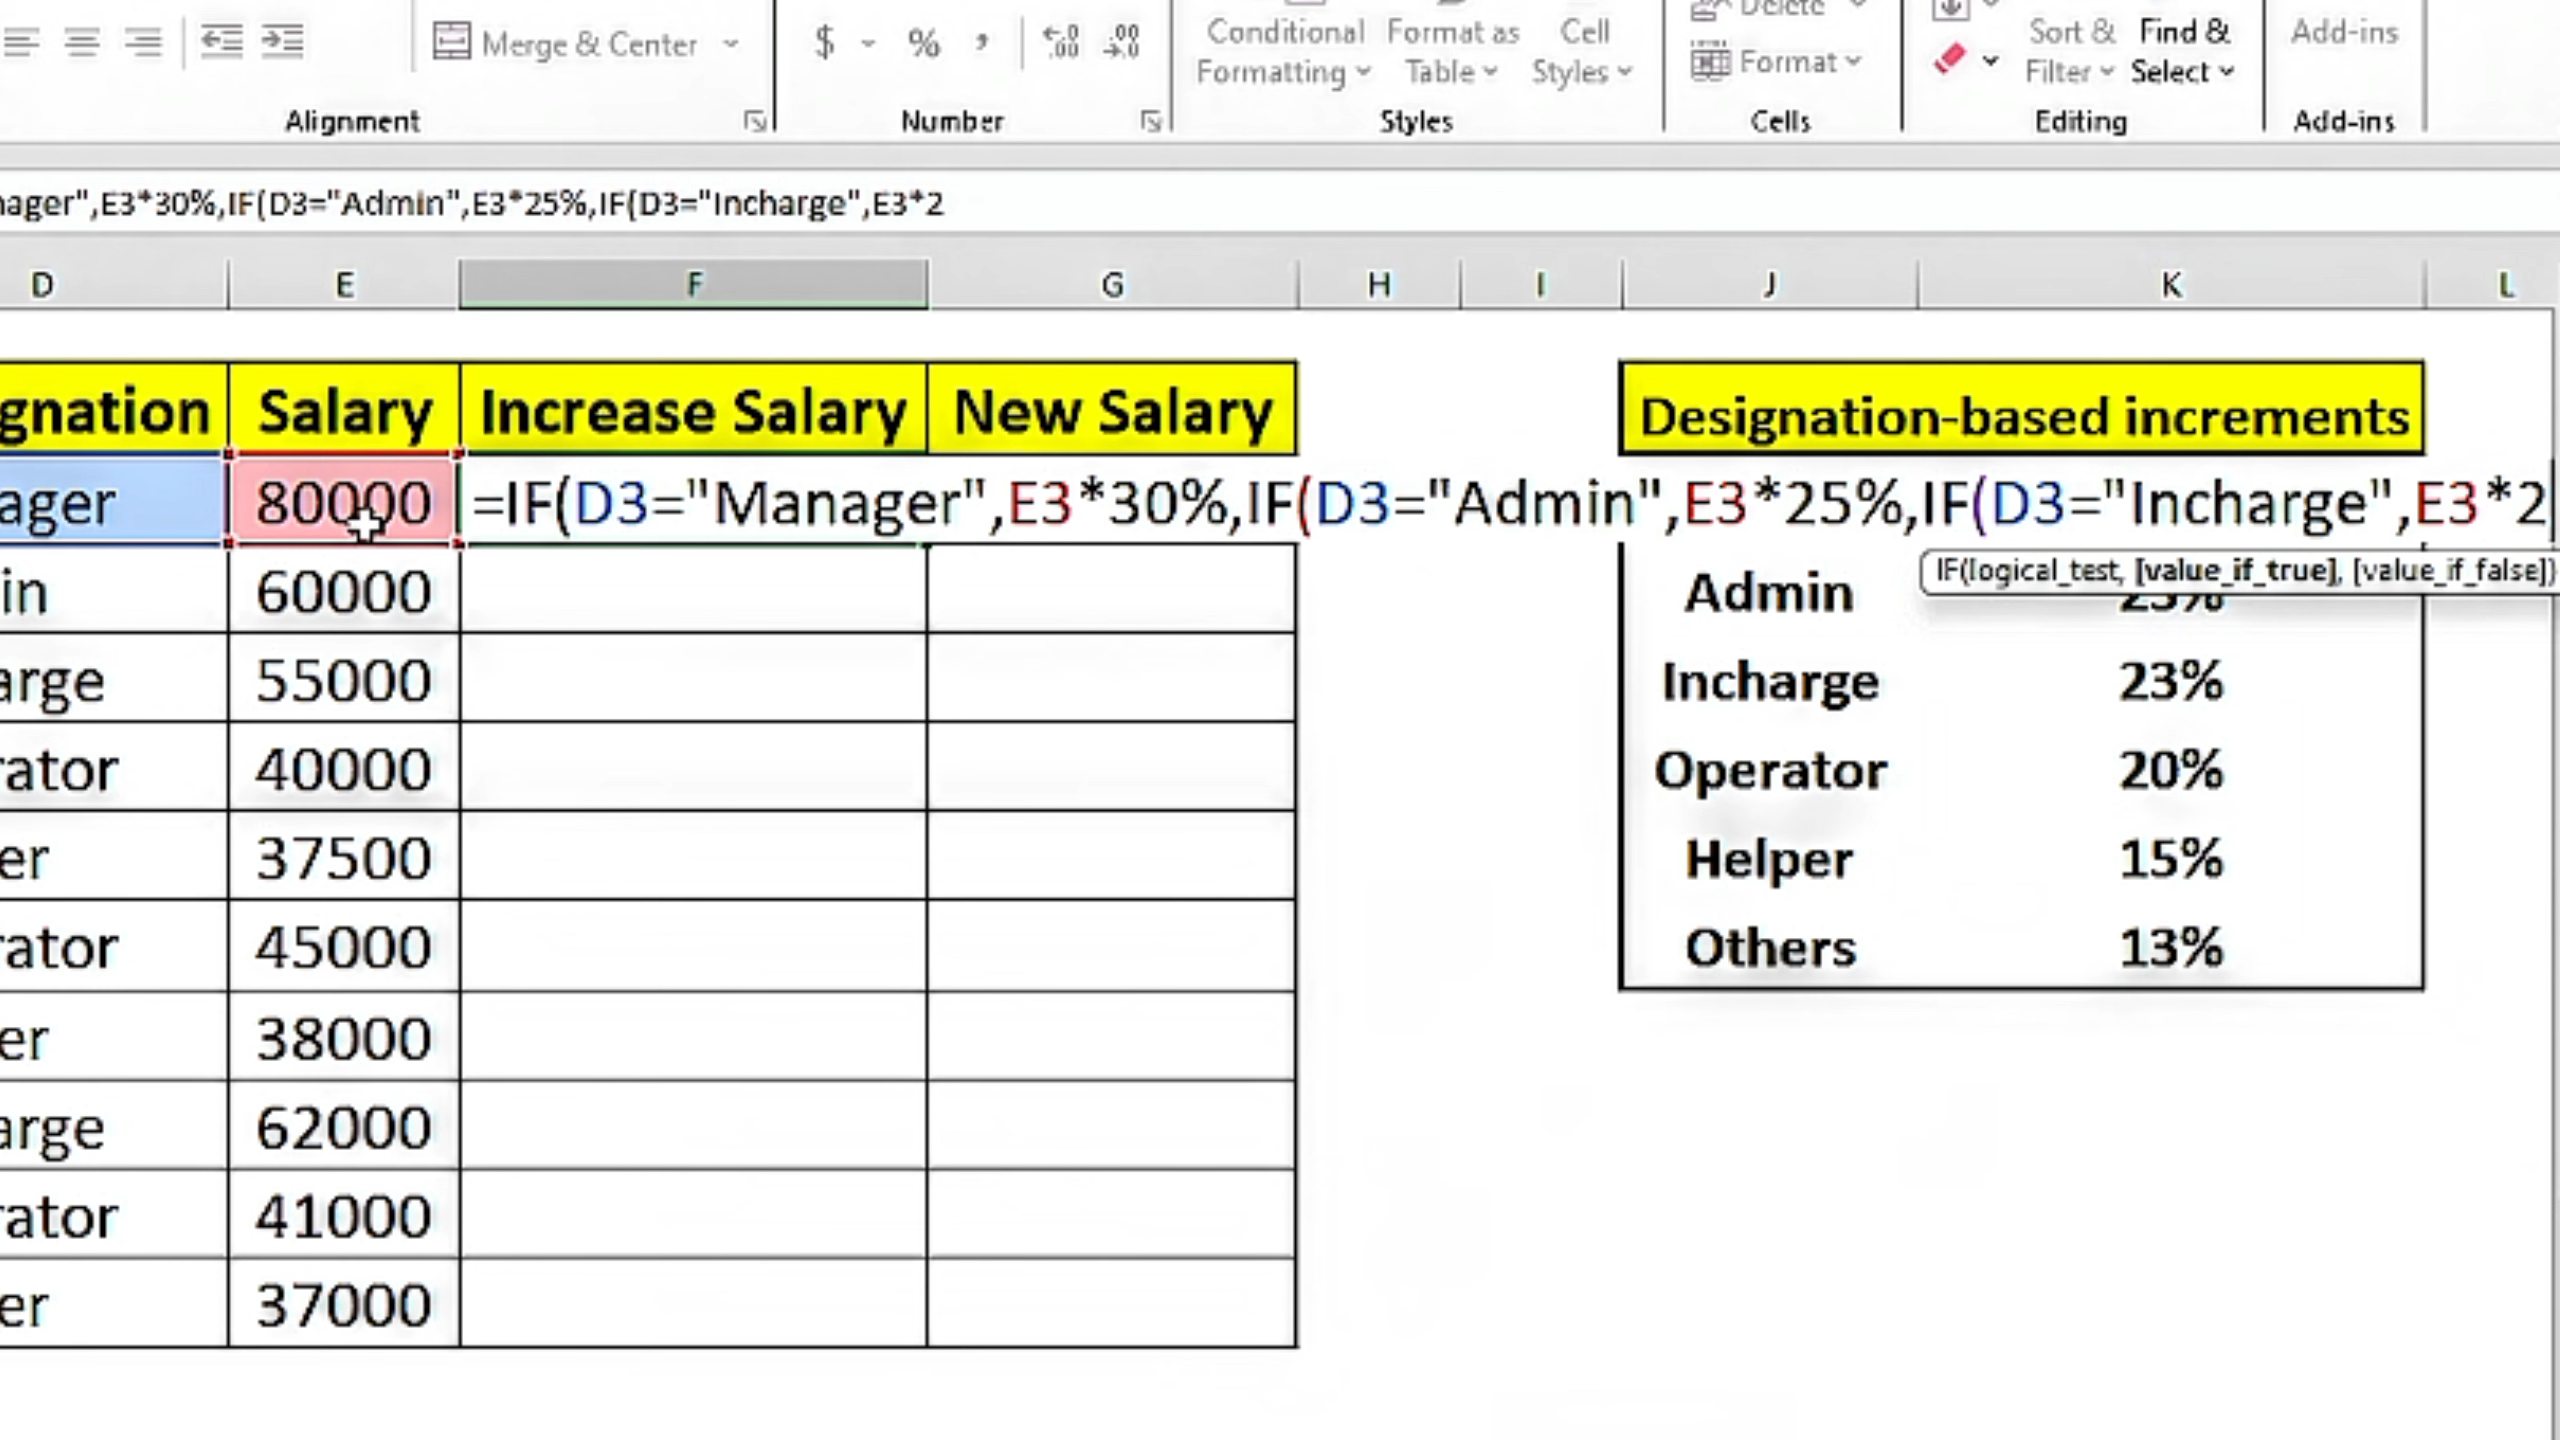 Merge & Center
$ % ,
Conditional Formatting
Format as Table
Cell Styles
Delete
Format
Sort & Filter
Find & Select
Add-ins
Alignment Number Styles Cells Editing Add-ins
nager",E3*30%,IF(D3="Admin",E3*25%,IF(D3="Incharge",E3*2
D E F G H I J K L
gnation Salary Increase Salary New Salary Designation-based increments
ager 80000 =IF(D3="Manager",E3*30%,IF(D3="Admin",E3*25%,IF(D3="Incharge",E3*2
IF(logical_test, [value_if_true], [value_if_false])
in 60000 Admin 25%
arge 55000 Incharge 23%
rator 40000 Operator 20%
er 37500 Helper 15%
rator 45000 Others 13%
er 38000
arge 62000
rator 41000
er 37000